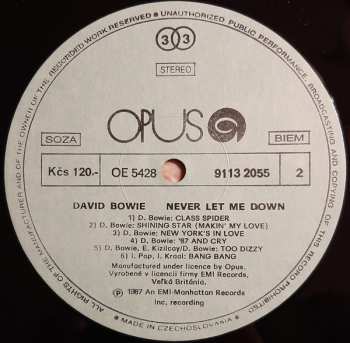 ALL RIGHTS OF THE MANUFACTURER AND OF THE OWNER OF THE RECORDED WORK RESERVED • UNAUTHORIZED PUBLIC PERFORMANCE, BROADCASTING AND COPYING OF THIS RECORD PROHIBITED
33
STEREO
OPUS
SOZA
BIEM
Kčs 120.- OE 5428 9113 2055 2
DAVID BOWIE NEVER LET ME DOWN
1) D. Bowie: CLASS SPIDER
2) D. Bowie: SHINING STAR (MAKIN' MY LOVE)
3) D. Bowie: NEW YORK'S IN LOVE
4) D. Bowie: '87 AND CRY
5) D. Bowie, E. Kizilcay/D. Bowie: TOO DIZZY
6) I. Pop, I. Kraal: BANG BANG
Manufactured under licence by Opus.
Vyrobené v licencii firmy EMI Records,
Veľká Británia.
Ⓟ 1987 An EMI-Manhattan Records
Inc. recording
• MADE IN CZECHOSLOVAKIA •